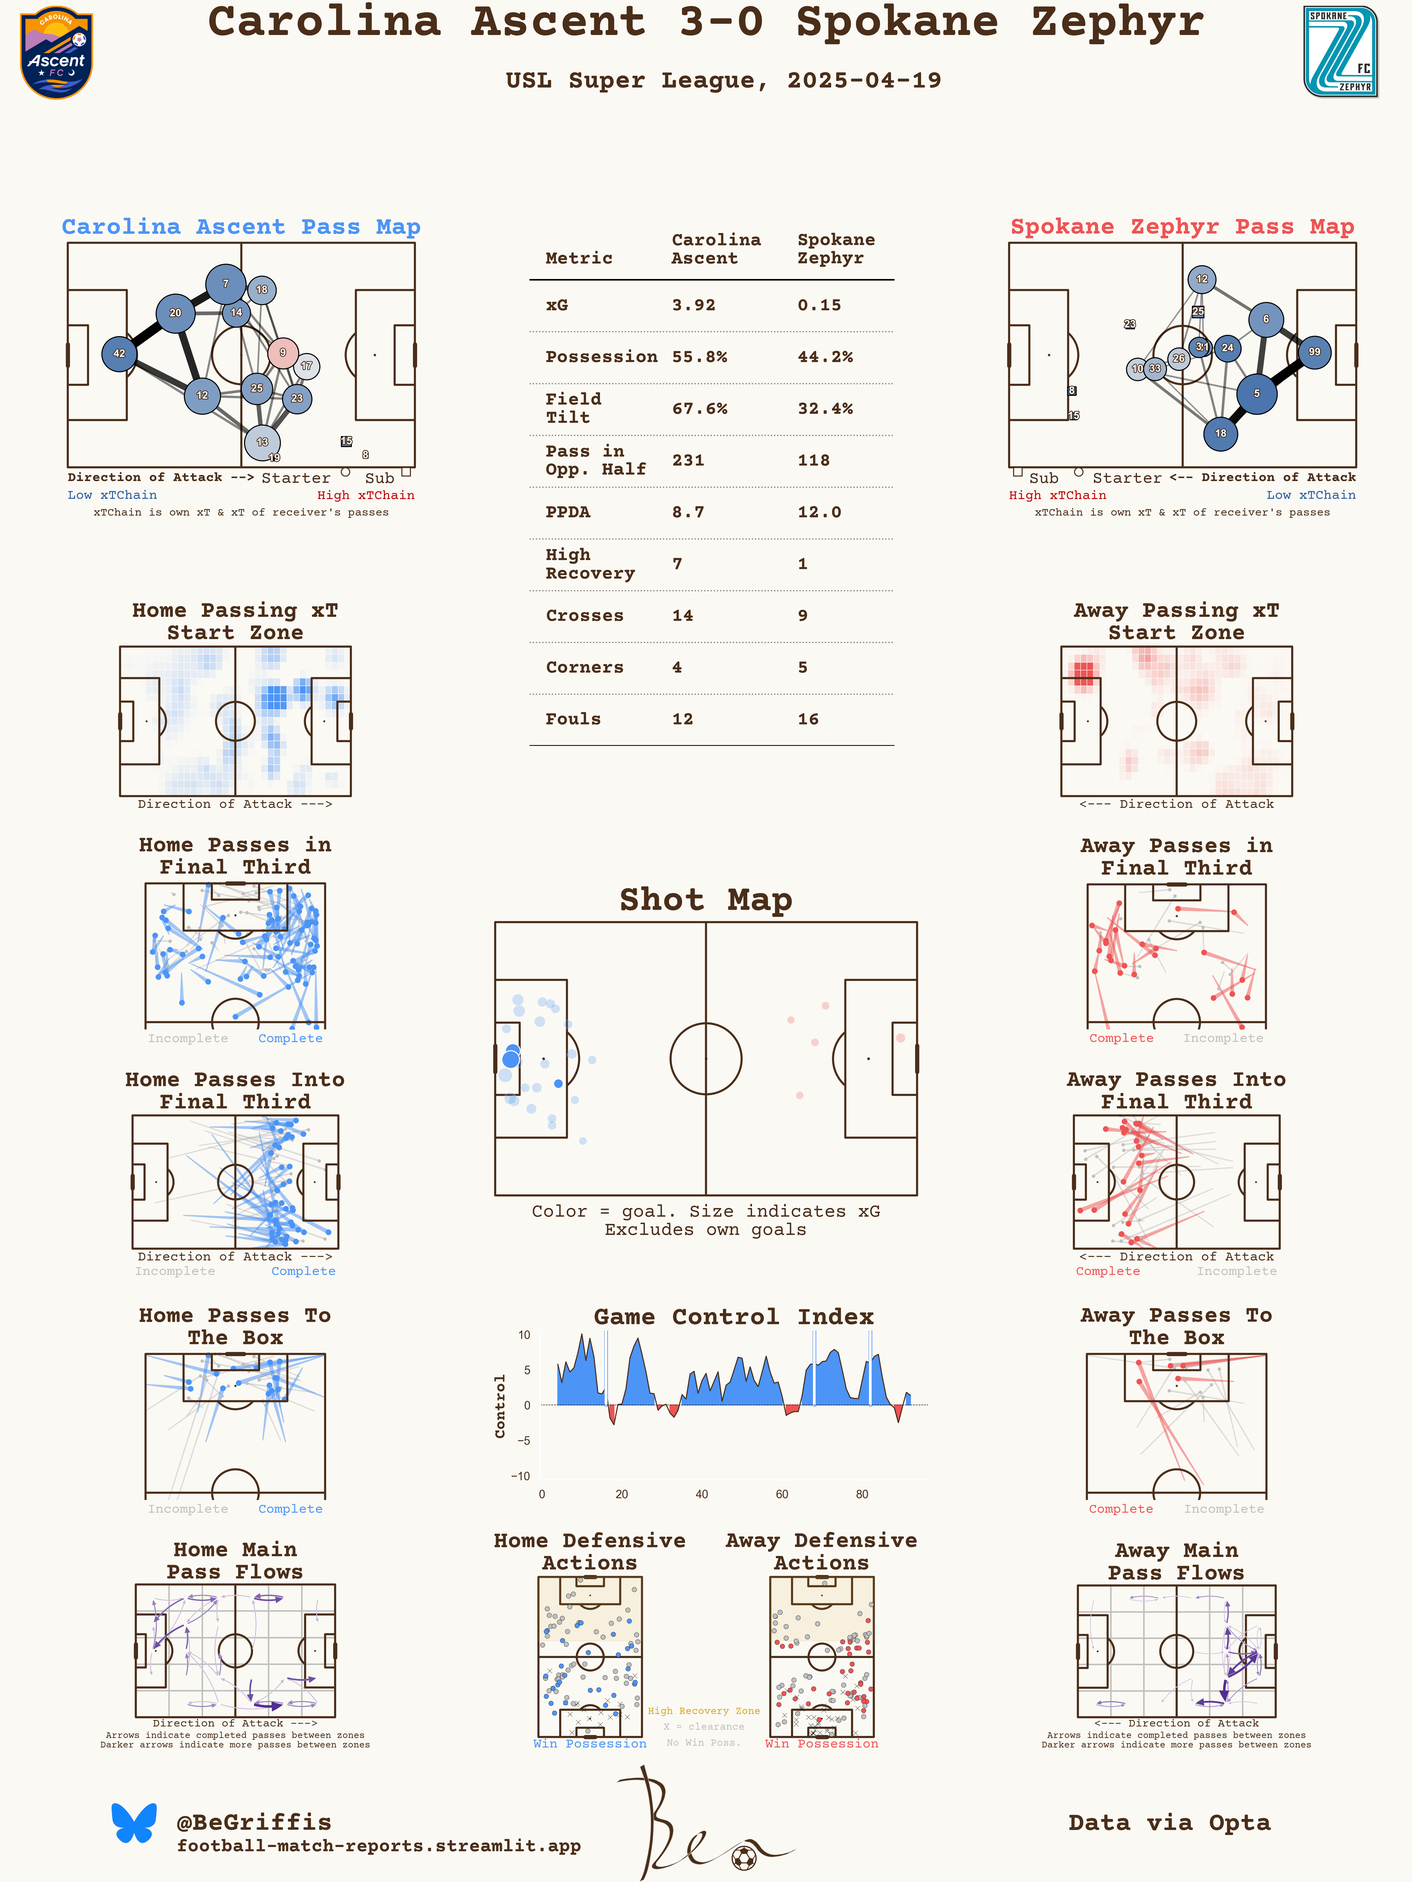 Carolina Ascent 3-0 Spokane Zephyr
USL Super League, 2025-04-19
CAROLINA
Ascent
FC
SPOKANE
FC
ZEPHYR
Carolina Ascent Pass Map
7
18
20
14
42
9
17
12
25
23
13
19
15
8
Direction of Attack --> Starter Sub
Low xTChain High xTChain
xTChain is own xT & xT of receiver's passes
Metric Carolina Ascent Spokane Zephyr
xG 3.92 0.15
Possession 55.8% 44.2%
Field
Tilt 67.6% 32.4%
Pass in
Opp. Half 231 118
PPDA 8.7 12.0
High
Recovery 7 1
Crosses 14 9
Corners 4 5
Fouls 12 16
Spokane Zephyr Pass Map
12
25
23
6
24
99
26
10 33
8
5
15
18
Sub Starter <-- Direction of Attack
High xTChain Low xTChain
xTChain is own xT & xT of receiver's passes
Home Passing xT
Start Zone
Direction of Attack --->
Away Passing xT
Start Zone
<--- Direction of Attack
Home Passes in
Final Third
Incomplete Complete
Away Passes in
Final Third
Complete Incomplete
Shot Map
Color = goal. Size indicates xG
Excludes own goals
Home Passes Into
Final Third
Direction of Attack --->
Incomplete Complete
Away Passes Into
Final Third
<--- Direction of Attack
Complete Incomplete
Home Passes To
The Box
Incomplete Complete
Game Control Index
Control
10
5
0
−5
−10
0 20 40 60 80
Away Passes To
The Box
Complete Incomplete
Home Main
Pass Flows
Direction of Attack --->
Arrows indicate completed passes between zones
Darker arrows indicate more passes between zones
Home Defensive
Actions
Win Possession
Away Defensive
Actions
Win Possession
High Recovery Zone
X = clearance
No Win Poss.
Away Main
Pass Flows
<--- Direction of Attack
Arrows indicate completed passes between zones
Darker arrows indicate more passes between zones
@BeGriffis
football-match-reports.streamlit.app
Ben
Data via Opta